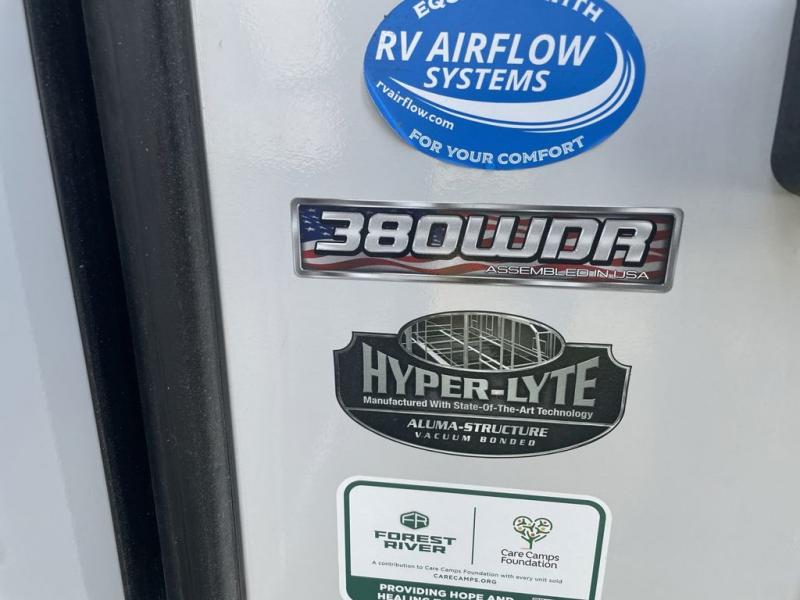 RV AIRFLOW
SYSTEMS
rvairflow.com
FOR YOUR COMFORT
380WDR
ASSEMBLED IN USA
HYPER-LYTE
Manufactured With State-Of-The-Art Technology
ALUMA-STRUCTURE
VACUUM BONDED
FR
FOREST
RIVER
Care Camps
Foundation
A contribution to Care Camps Foundation with every unit sold
CARECAMPS.ORG
PROVIDING HOPE AND
HEALING